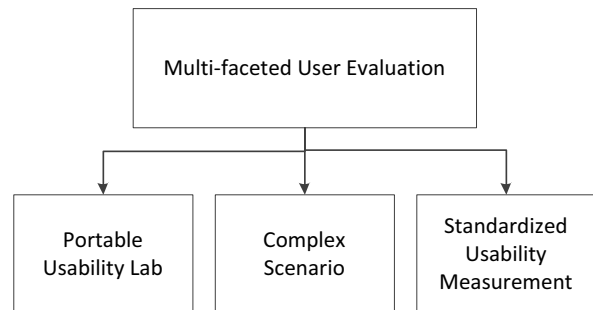 Multi-faceted User Evaluation
Portable
Usability Lab
Complex
Scenario
Standardized
Usability
Measurement